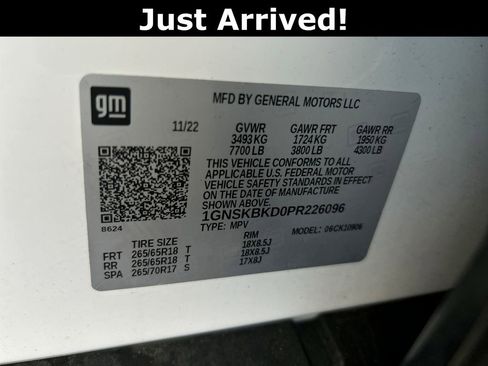 Just Arrived!
gm
MFD BY GENERAL MOTORS LLC
11/22 GVWR GAWR FRT GAWR RR
3493 KG 1724 KG 1950 KG
7700 LB 3800 LB 4300 LB
THIS VEHICLE CONFORMS TO ALL
APPLICABLE U.S. FEDERAL MOTOR
VEHICLE SAFETY STANDARDS IN EFFECT
ON THE DATE OF MANUFACTURE
SHOWN ABOVE.
1GNSKBKD0PR226096
8624 TYPE: MPV MODEL: 06CK10906
TIRE SIZE RIM
FRT 265/65R18 T 18X8.5J
RR 265/65R18 T 18X8.5J
SPA 265/70R17 S 17X8J